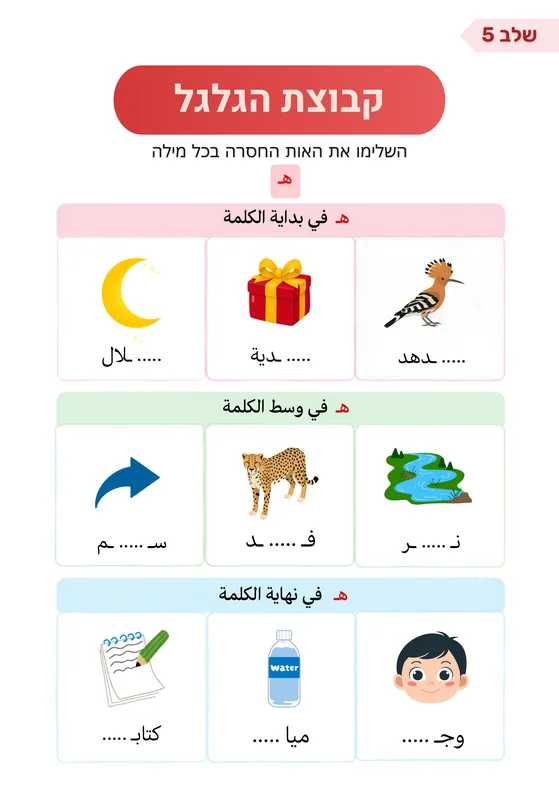 שלב 5
קבוצת הגלגל
השלימו את האות החסרה בכל מילה
هـ
هـ في بداية الكلمة
..... ـدهد
..... ـدية
..... ـلال
هـ في وسط الكلمة
نـ ..... ـر
فـ ..... ـد
سـ ..... ـم
هـ في نهاية الكلمة
Water
وجـ .....
ميا .....
كتابـ .....